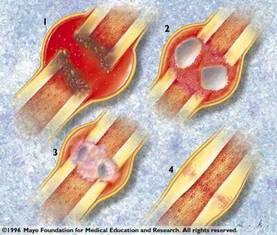 1
2
3
4
©1996 Mayo Foundation for Medical Education and Research. All rights reserved.